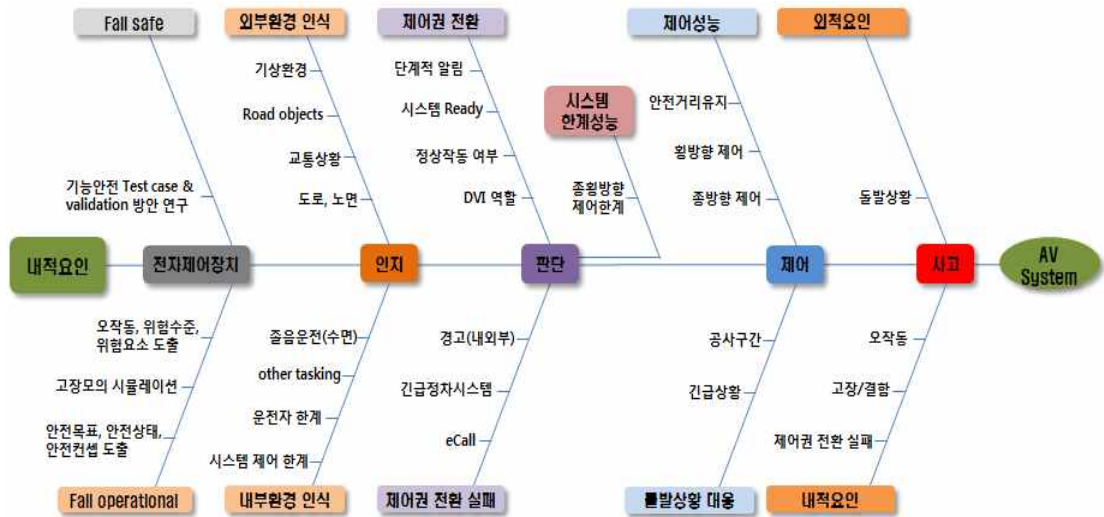 Fall safe
외부환경 인식
제어권 전환
제어성능
외적요인
기상환경
Road objects
교통상황
도로, 노면
단계적 알림
시스템 Ready
정상작동 여부
DVI 역할
시스템
한계성능
종횡방향
제어한계
안전거리유지
횡방향 제어
종방향 제어
돌발상황
기능안전 Test case &
validation 방안 연구
내적요인
전자제어장치
인지
판단
제어
사고
AV
System
오작동, 위험수준,
위험요소 도출
고장모의 시뮬레이션
안전목표, 안전상태,
안전컨셉 도출
졸음운전(수면)
other tasking
운전자 한계
시스템 제어 한계
경고(내외부)
긴급정차시스템
eCall
공사구간
긴급상황
오작동
고장/결함
제어권 전환 실패
Fall operational
내부환경 인식
제어권 전환 실패
돌발상황 대응
내적요인